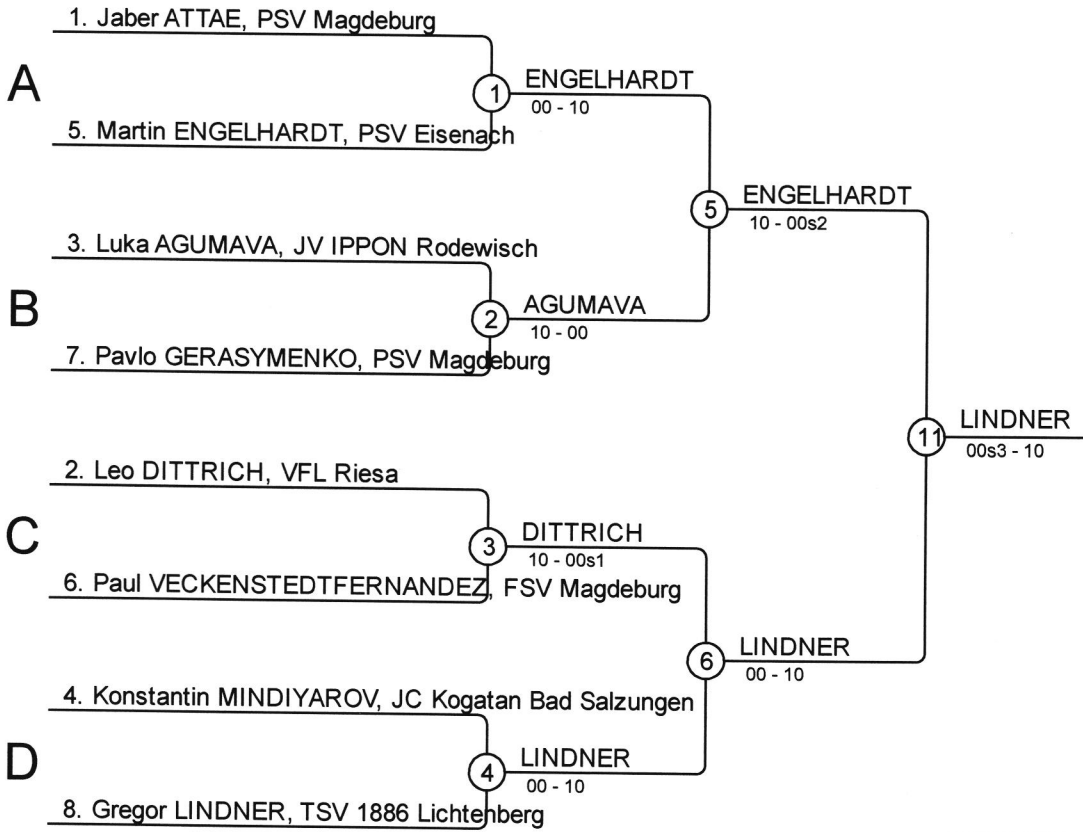 1. Jaber ATTAE, PSV Magdeburg
A
1
ENGELHARDT
00 - 10
5. Martin ENGELHARDT, PSV Eisenach
5
ENGELHARDT
10 - 00s2
3. Luka AGUMAVA, JV IPPON Rodewisch
B
2
AGUMAVA
10 - 00
7. Pavlo GERASYMENKO, PSV Magdeburg
11
LINDNER
00s3 - 10
2. Leo DITTRICH, VFL Riesa
C
3
DITTRICH
10 - 00s1
6. Paul VECKENSTEDTFERNANDEZ, FSV Magdeburg
6
LINDNER
00 - 10
4. Konstantin MINDIYAROV, JC Kogatan Bad Salzungen
D
4
LINDNER
00 - 10
8. Gregor LINDNER, TSV 1886 Lichtenberg